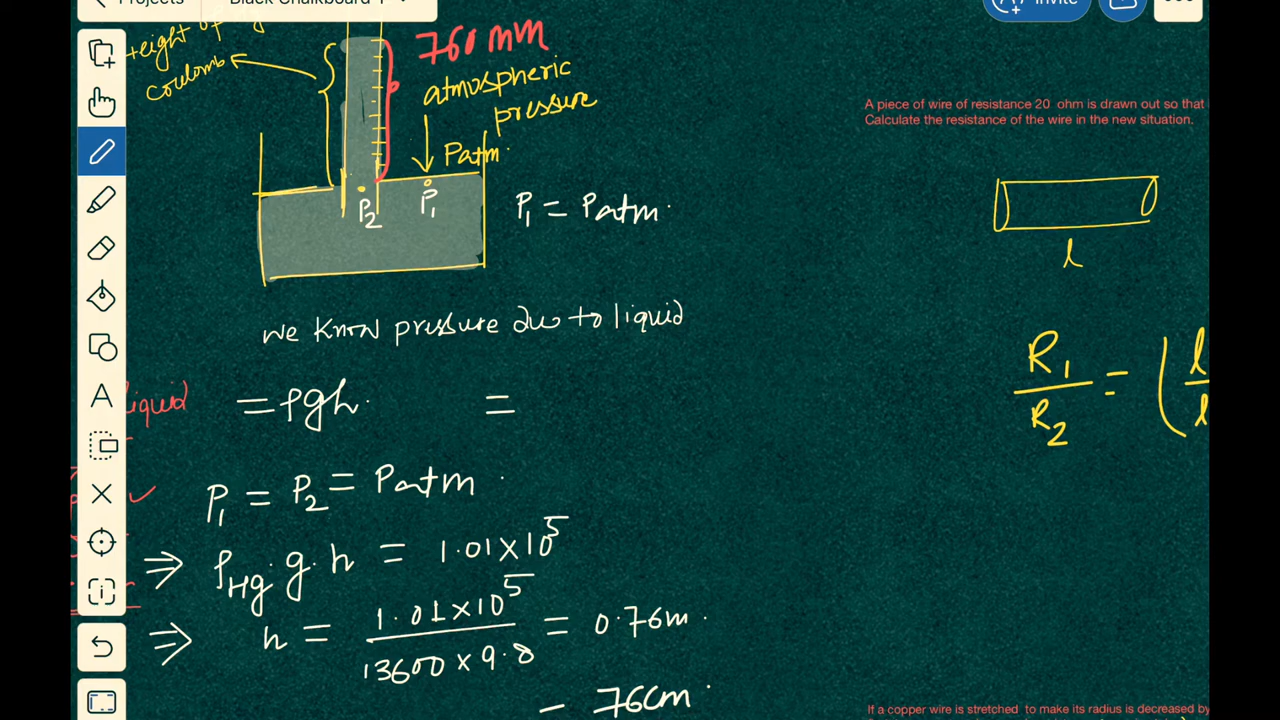 Projects
Black Chalkboard 1
Invite
height of
coulomb
760 mm
atmospheric
pressure
Patm.
P2
P1
P1 = Patm.
we know pressure due to liquid
liquid
= ρgh. =
P1 = P2 = Patm.
⇒ ρHg. g. h = 1.01×10^5
⇒ h = 1.01×10^5 / 13600 × 9.8 = 0.76m.
= 76cm.
A piece of wire of resistance 20 ohm is drawn out so that
Calculate the resistance of the wire in the new situation.
l
R1 / R2 = ( l / l
If a copper wire is stretched to make its radius is decreased by
A